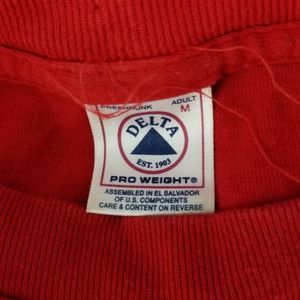 PRESHRUNK ADULT
M
DELTA
EST. 1903
PRO WEIGHT®
ASSEMBLED IN EL SALVADOR
OF U.S. COMPONENTS
CARE & CONTENT ON REVERSE